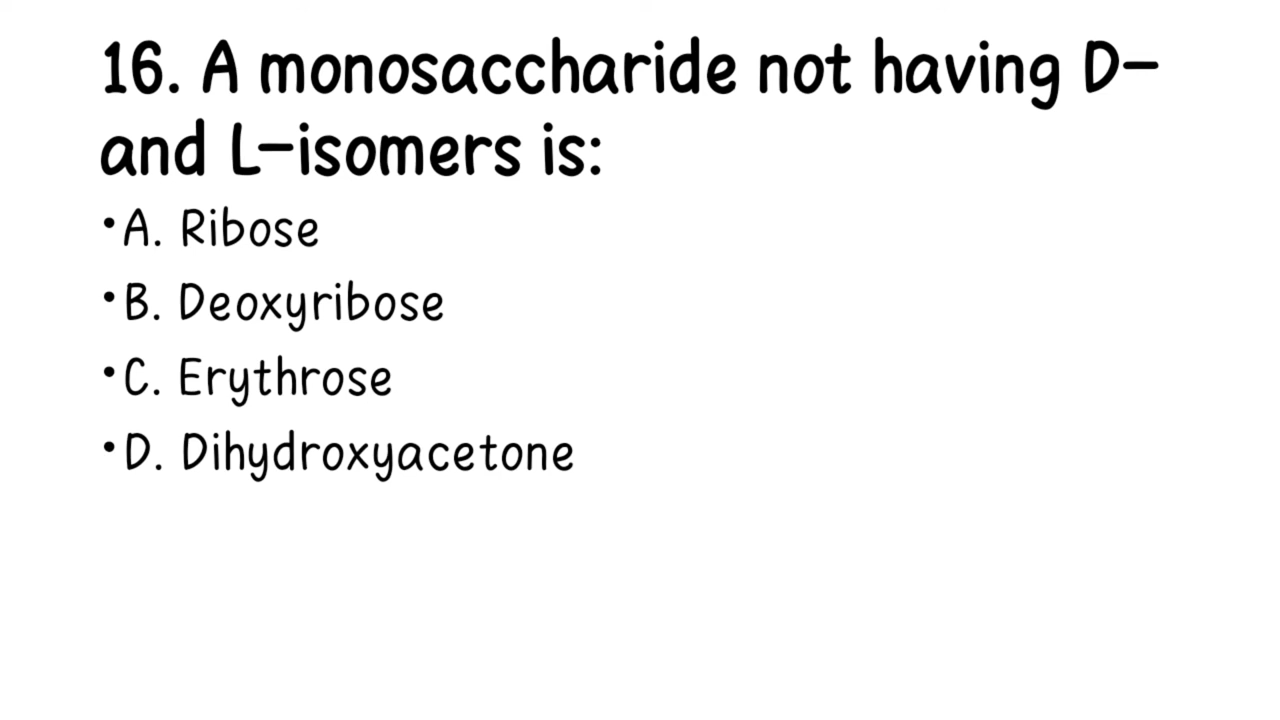 16. A monosaccharide not having D-
and L-isomers is:
•A. Ribose
•B. Deoxyribose
•C. Erythrose
•D. Dihydroxyacetone